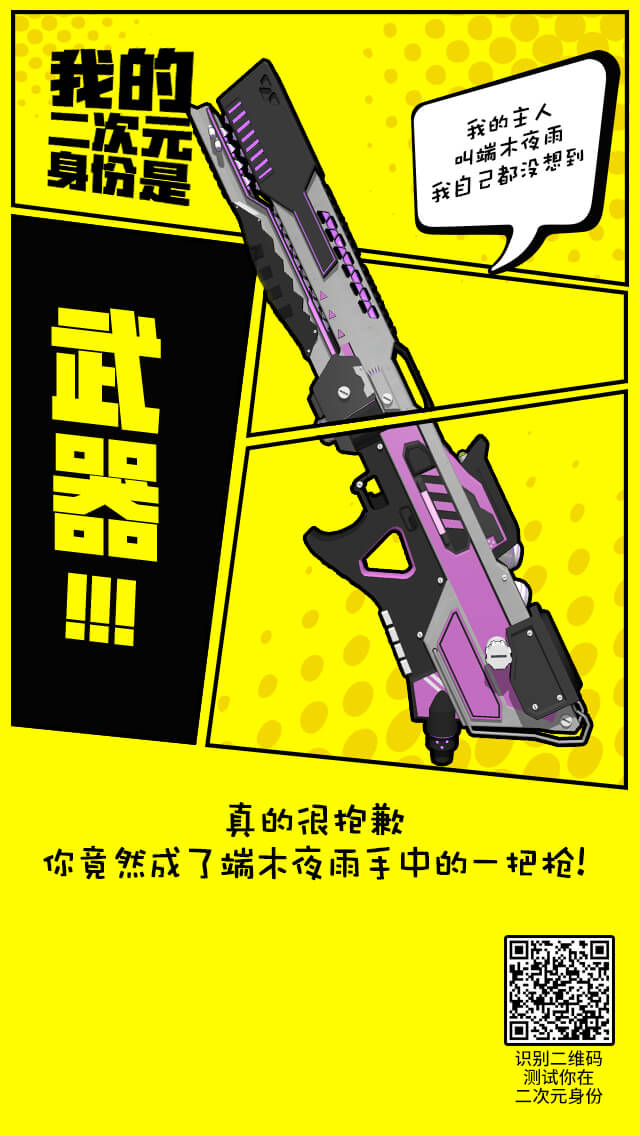 我的
二次元
身份是
我的主人
叫端木夜雨
我自己都没想到
武
器
!!!
真的很抱歉
你竟然成了端木夜雨手中的一把枪!
识别二维码
测试你在
二次元身份